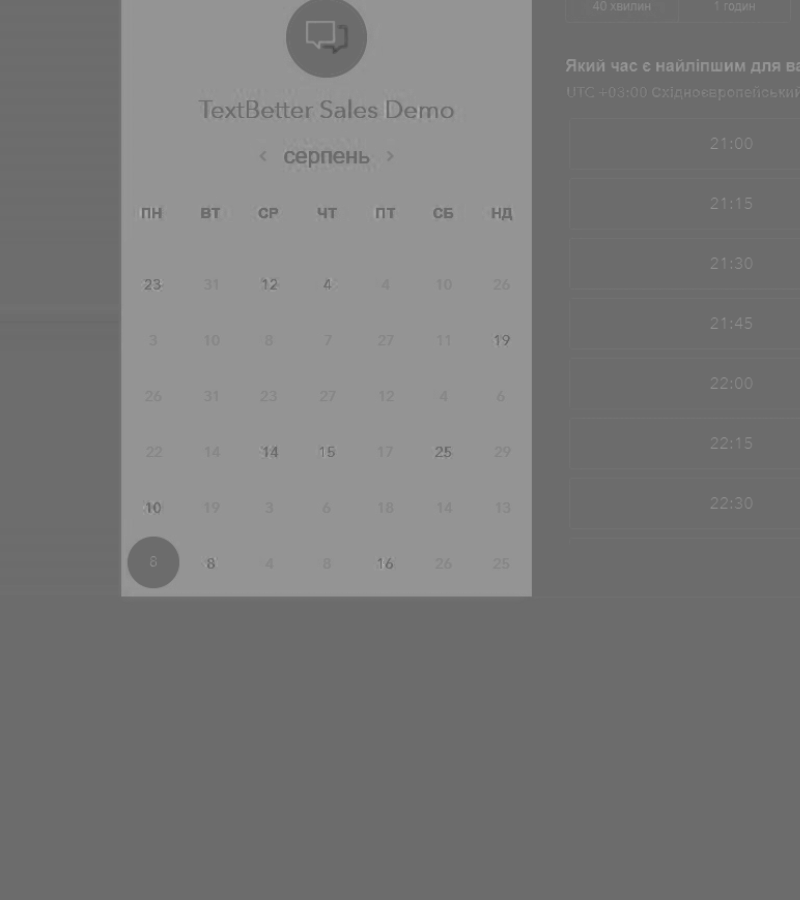 40 хвилин 1 годин
TextBetter Sales Demo
‹ серпень ›
ПН ВТ СР ЧТ ПТ СБ НД
23 31 12 4 4 10 26
3 10 8 7 27 11 19
26 31 23 27 12 4 6
22 14 14 15 17 25 29
10 19 3 6 18 14 13
8 8 4 8 16 26 25
Який час є найліпшим для ва
UTC +03:00 Східноєвропейський
21:00
21:15
21:30
21:45
22:00
22:15
22:30